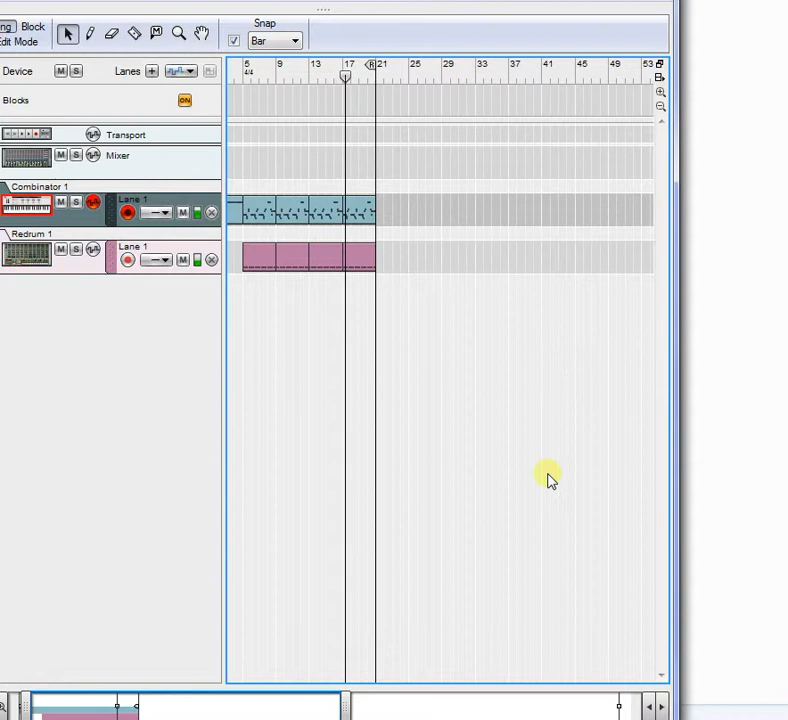 ng Block
Edit Mode
Snap
Bar
Device M S Lanes
5 9 13 17 R 21 25 29 33 37 41 45 49 53
4/4
Blocks ON
Transport
M S Mixer
Combinator 1
M S Lane 1
M
Redrum 1
M S Lane 1
M